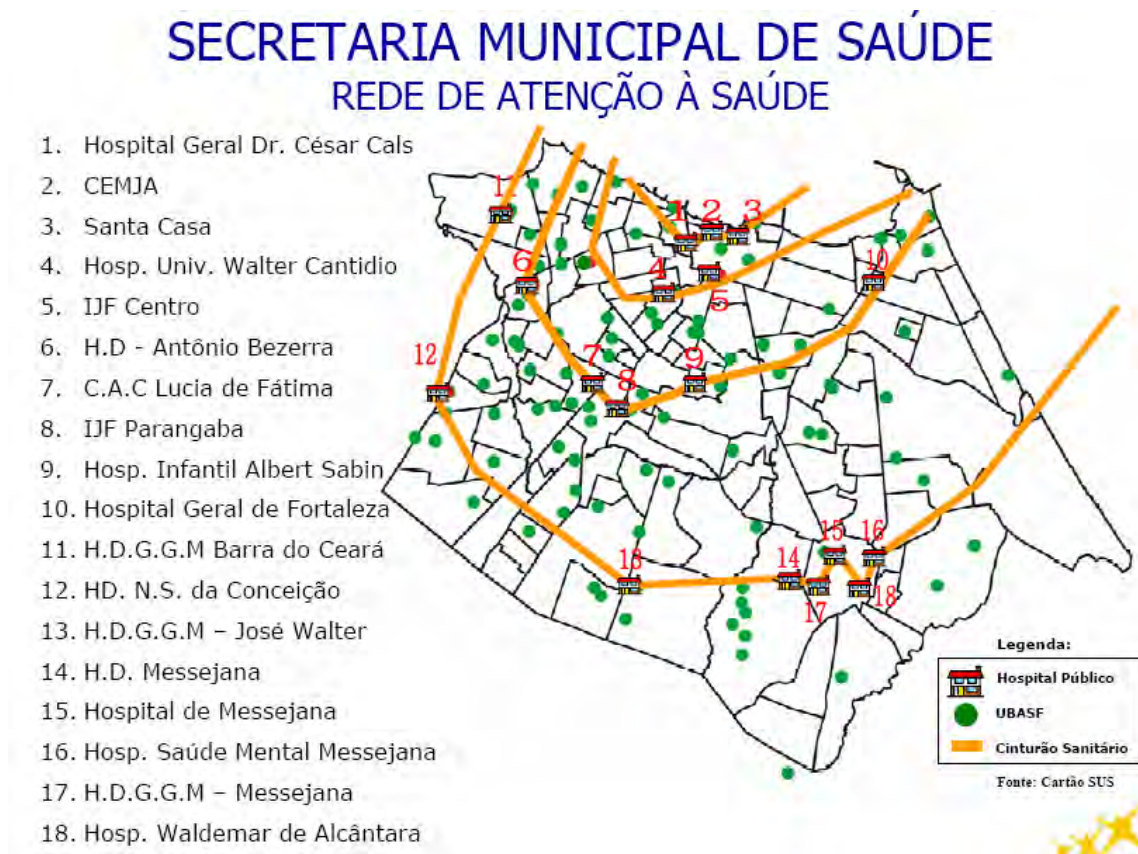 SECRETARIA MUNICIPAL DE SAÚDE
REDE DE ATENÇÃO À SAÚDE
1. Hospital Geral Dr. César Cals
2. CEMJA
3. Santa Casa
4. Hosp. Univ. Walter Cantidio
5. IJF Centro
6. H.D - Antônio Bezerra
7. C.A.C Lucia de Fátima
8. IJF Parangaba
9. Hosp. Infantil Albert Sabin
10. Hospital Geral de Fortaleza
11. H.D.G.G.M Barra do Ceará
12. HD. N.S. da Conceição
13. H.D.G.G.M – José Walter
14. H.D. Messejana
15. Hospital de Messejana
16. Hosp. Saúde Mental Messejana
17. H.D.G.G.M – Messejana
18. Hosp. Waldemar de Alcântara
11
1
2
3
6
4
5
10
12
7
8
9
13
14
15
16
17
18
Legenda:
Hospital Público
UBASF
Cinturão Sanitário
Fonte: Cartão SUS